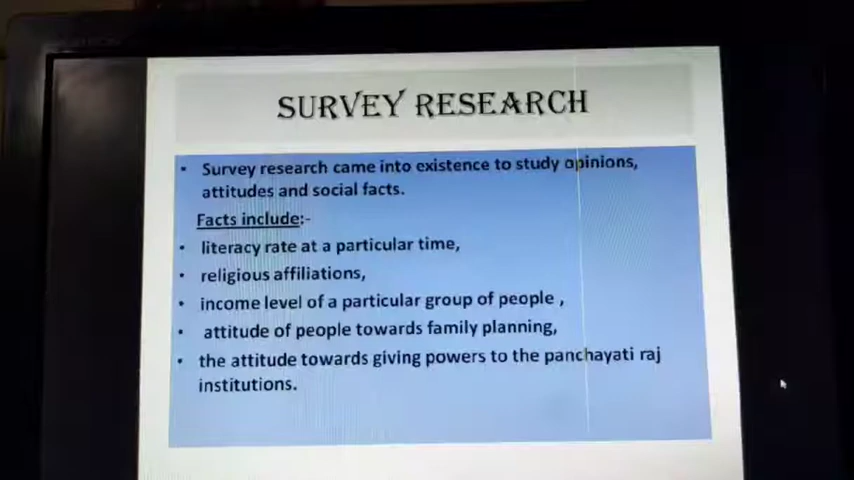 SURVEY RESEARCH
• Survey research came into existence to study opinions,
attitudes and social facts.
Facts include:-
• literacy rate at a particular time,
• religious affiliations,
• income level of a particular group of people ,
• attitude of people towards family planning,
• the attitude towards giving powers to the panchayati raj
institutions.